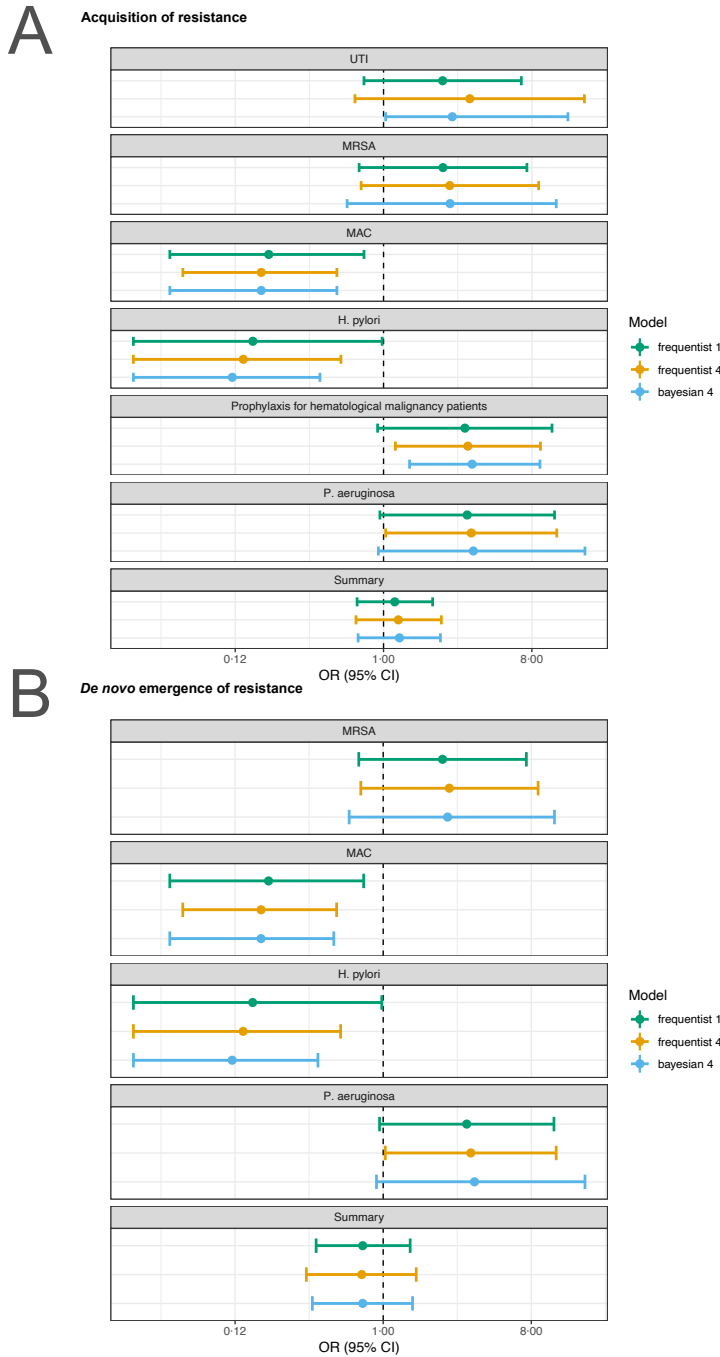 A
Acquisition of resistance
UTI
MRSA
MAC
H. pylori
Prophylaxis for hematological malignancy patients
P. aeruginosa
Summary
0·12 1·00 8·00
OR (95% CI)
Model
frequentist 1
frequentist 4
bayesian 4
B
De novo emergence of resistance
MRSA
MAC
H. pylori
P. aeruginosa
Summary
0·12 1·00 8·00
OR (95% CI)
Model
frequentist 1
frequentist 4
bayesian 4